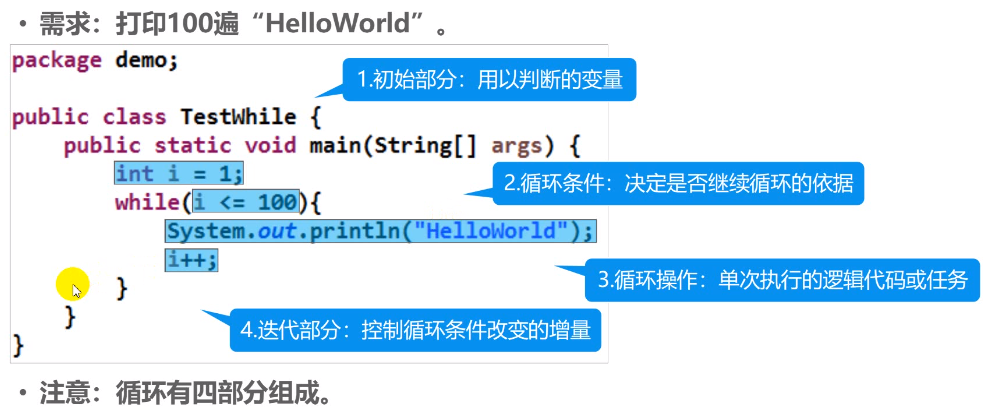 • 需求：打印100遍“HelloWorld”。
package demo;
1.初始部分：用以判断的变量
public class TestWhile {
public static void main(String[] args) {
int i = 1;
2.循环条件：决定是否继续循环的依据
while(i <= 100){
System.out.println("HelloWorld");
i++;
3.循环操作：单次执行的逻辑代码或任务
}
}
4.迭代部分：控制循环条件改变的增量
}
• 注意：循环有四部分组成。